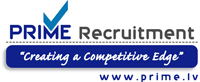 PRIME Recruitment
"Creating a Competitive Edge"
www.prime.lv